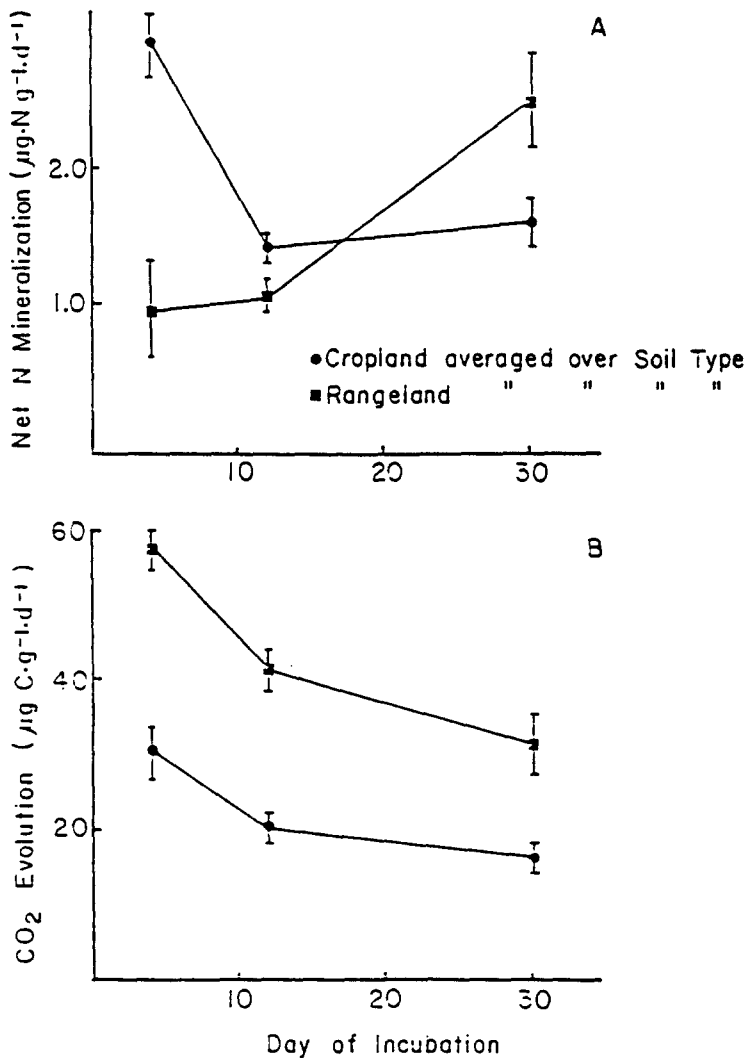 A
Net N Mineralization (µg·N g⁻¹·d⁻¹)
2.0
1.0
●Cropland averaged over Soil Type
■Rangeland " " " "
10 20 30
B
CO₂ Evolution (µg C·g⁻¹·d⁻¹)
60
40
20
10 20 30
Day of Incubation